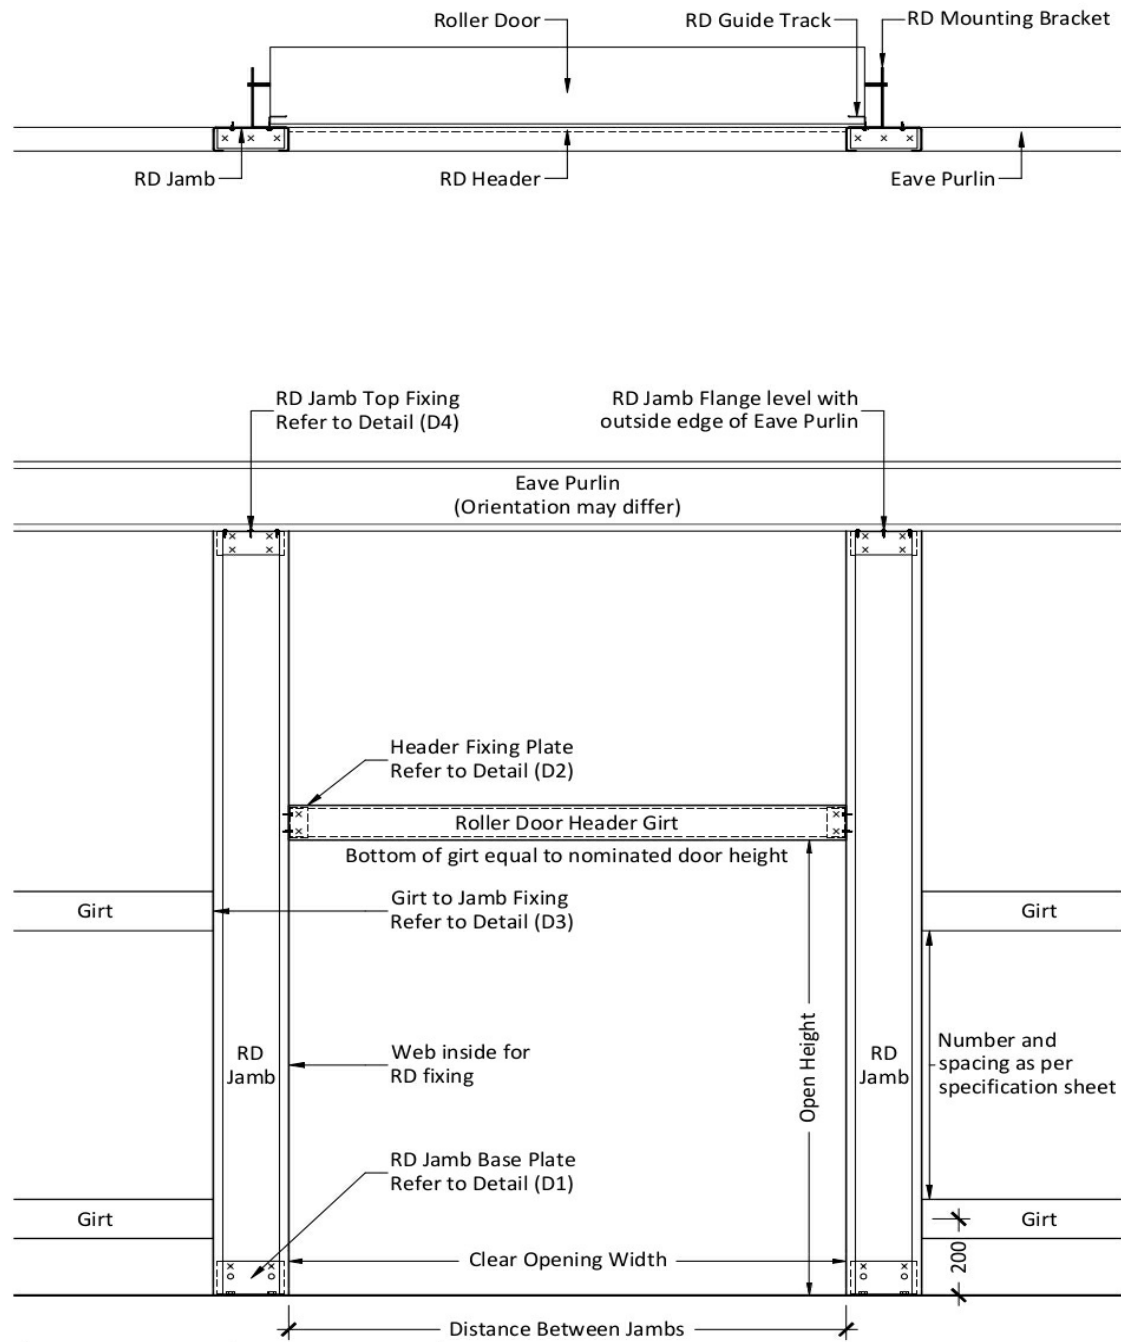 Roller Door
RD Guide Track
RD Mounting Bracket
RD Jamb
RD Header
Eave Purlin
RD Jamb Top Fixing
Refer to Detail (D4)
RD Jamb Flange level with
outside edge of Eave Purlin
Eave Purlin
(Orientation may differ)
Header Fixing Plate
Refer to Detail (D2)
Roller Door Header Girt
Bottom of girt equal to nominated door height
Girt
Girt to Jamb Fixing
Refer to Detail (D3)
Girt
RD
Jamb
Web inside for
RD fixing
Open Height
RD
Jamb
Number and
spacing as per
specification sheet
RD Jamb Base Plate
Refer to Detail (D1)
Girt
Girt
Clear Opening Width
200
Distance Between Jambs